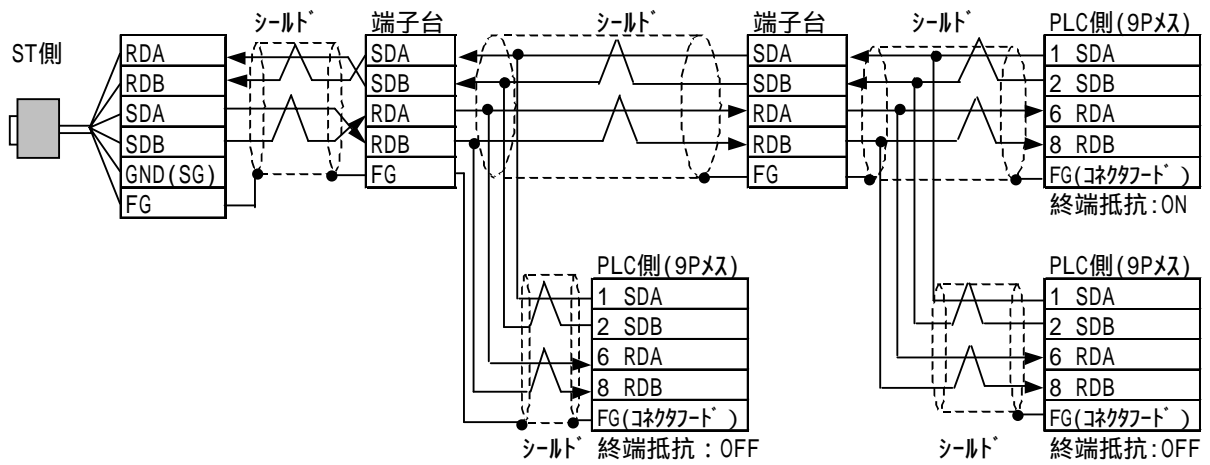 シールド 端子台 シールド 端子台 シールド PLC側(9Pメス)
ST側
RDA
RDB
SDA
SDB
GND(SG)
FG
SDA
SDB
RDA
RDB
FG
SDA
SDB
RDA
RDB
FG
1 SDA
2 SDB
6 RDA
8 RDB
FG(コネクタフード)
終端抵抗:ON
PLC側(9Pメス)
1 SDA
2 SDB
6 RDA
8 RDB
FG(コネクタフード)
シールド 終端抵抗:OFF
PLC側(9Pメス)
1 SDA
2 SDB
6 RDA
8 RDB
FG(コネクタフード)
シールド 終端抵抗:OFF